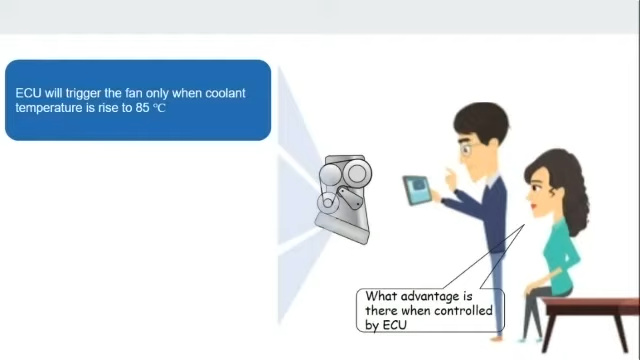 ECU will trigger the fan only when coolant
temperature is rise to 85 ℃
What advantage is
there when controlled
by ECU